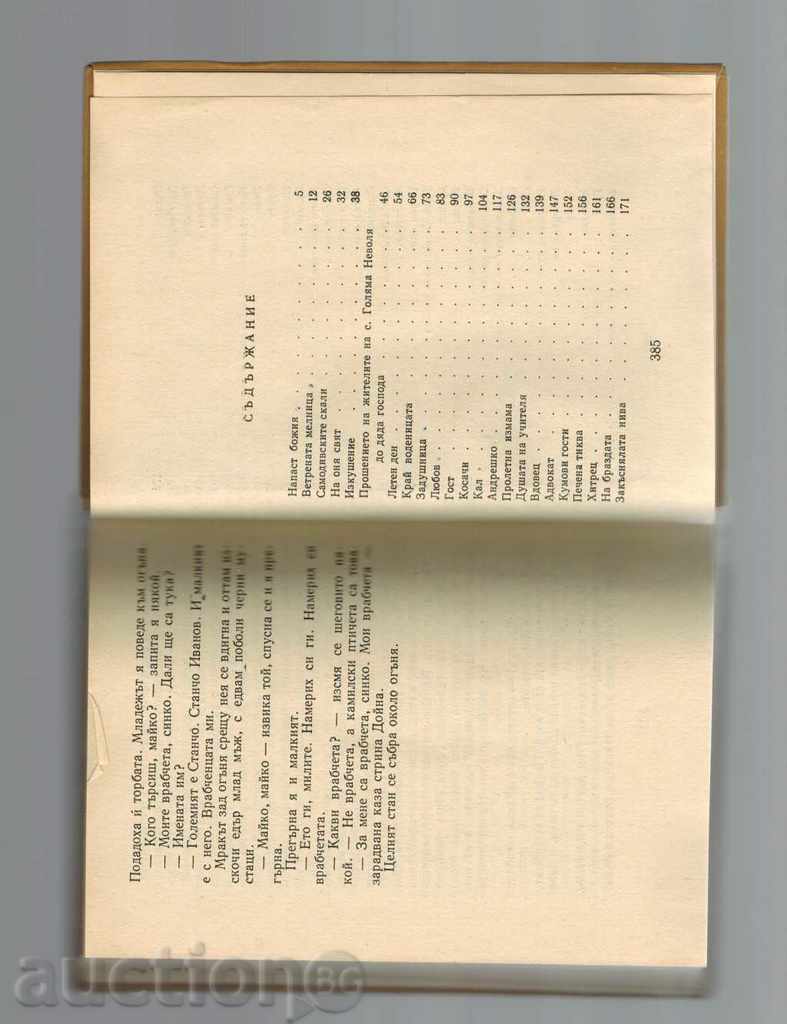 Подадоха ѝ торбата. Младежът я поведе към огъня.
— Кого търсиш, майко? — запита я някой.
— Моите врабчета, синко. Дали ще са тука?
— Имената им?
— Големият е Станчо. Станчо Иванов. И малкият
е с него. Врабченцата ми.
Мракът зад огъня срещу нея се вдигна и оттам из-
скочи едър млад мъж, с едвам поболи черни му-
стаци.
— Майко, майко — извика той, спусна се и я пре-
гърна.
Прегърна я и малкият.
— Ето ги, милите. Намерих си ги. Намерих си
врабчетата.
— Какви врабчета? — изсмя се шеговито ня-
кой. — Не врабчета, а камилски птичета са това
— За мене са врабчета, синко. Мои врабчета —
зарадвана каза стрина Дойна.
Целият стан се събра около огъня.
СЪДЪРЖАНИЕ
Напаст божия . . . . . . . . . . 5
Ветрената мелница . . . . . . . . . . 12
Самодивските скали . . . . . . . . . . 26
На оня свят . . . . . . . . . . 32
Изкушение . . . . . . . . . . 38
Прошението на жителите на с. Голяма Неволя
до дяда господа . . . . . . . . . . 46
Летен ден . . . . . . . . . . 54
Край воденицата . . . . . . . . . . 66
Задушница . . . . . . . . . . 73
Любов . . . . . . . . . . 83
Гост . . . . . . . . . . 90
Косачи . . . . . . . . . . 97
Кал . . . . . . . . . . 104
Андрешко . . . . . . . . . . 117
Пролетна измама . . . . . . . . . . 126
Душата на учителя . . . . . . . . . . 132
Вдовец . . . . . . . . . . 139
Адвокат . . . . . . . . . . 147
Кумови гости . . . . . . . . . . 152
Печена тиква . . . . . . . . . . 156
Хитрец . . . . . . . . . . 161
На браздата . . . . . . . . . . 166
Закъснялата нива . . . . . . . . . . 171
385
auctionBG